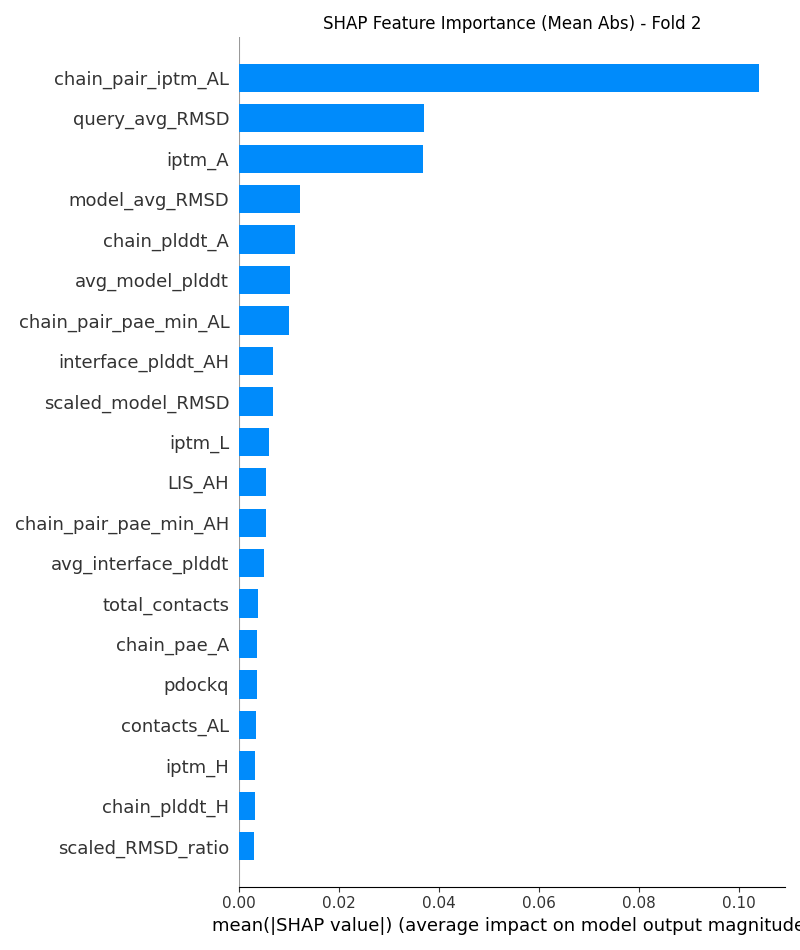 SHAP Feature Importance (Mean Abs) - Fold 2
chain_pair_iptm_AL
query_avg_RMSD
iptm_A
model_avg_RMSD
chain_plddt_A
avg_model_plddt
chain_pair_pae_min_AL
interface_plddt_AH
scaled_model_RMSD
iptm_L
LIS_AH
chain_pair_pae_min_AH
avg_interface_plddt
total_contacts
chain_pae_A
pdockq
contacts_AL
iptm_H
chain_plddt_H
scaled_RMSD_ratio
0.00 0.02 0.04 0.06 0.08 0.10
mean(|SHAP value|) (average impact on model output magnitude